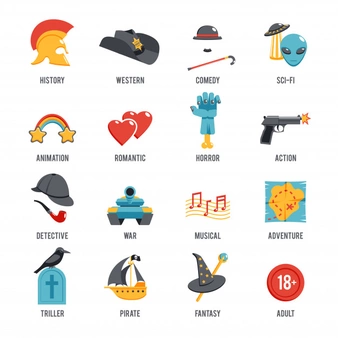 HISTORY
WESTERN
COMEDY
SCI-FI
ANIMATION
ROMANTIC
HORROR
ACTION
DETECTIVE
WAR
MUSICAL
ADVENTURE
TRILLER
PIRATE
FANTASY
18+
ADULT